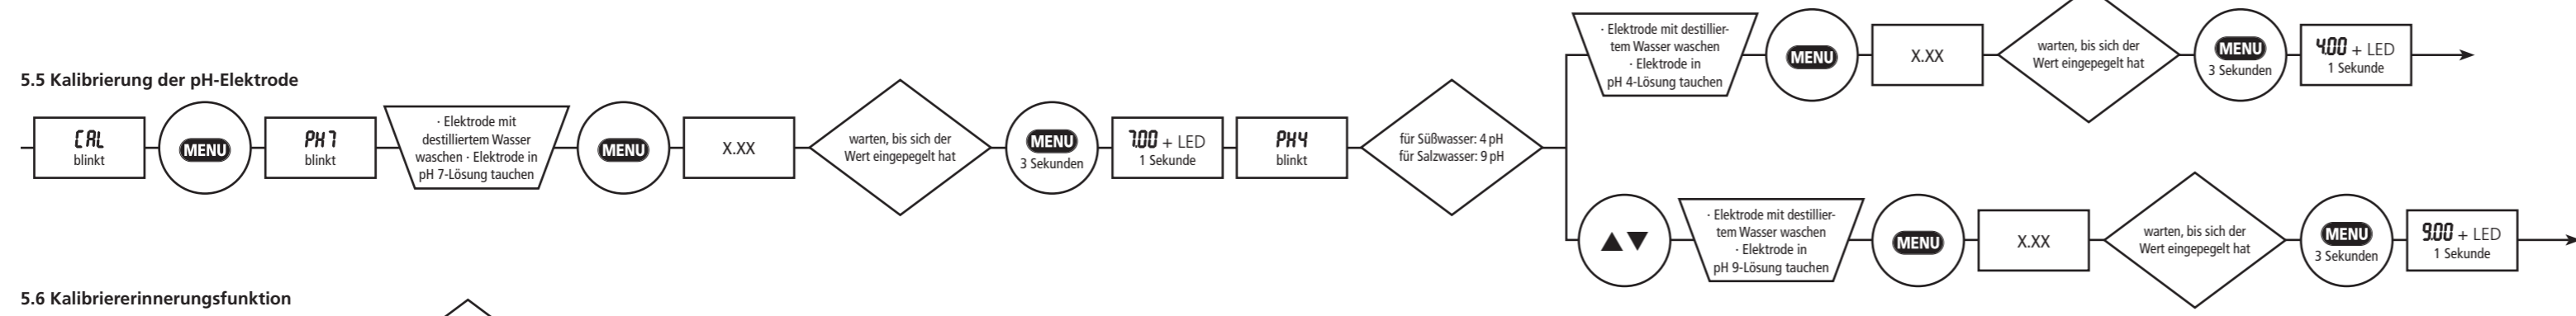 5.5 Kalibrierung der pH-Elektrode
CAL
blinkt
MENU
PH 7
blinkt
· Elektrode mit
destilliertem Wasser
waschen · Elektrode in
pH 7-Lösung tauchen
MENU
X.XX
warten, bis sich der
Wert eingepegelt hat
MENU
3 Sekunden
7.00 + LED
1 Sekunde
PH4
blinkt
für Süßwasser: 4 pH
für Salzwasser: 9 pH
· Elektrode mit destillier-
tem Wasser waschen
· Elektrode in
pH 4-Lösung tauchen
MENU
X.XX
warten, bis sich der
Wert eingepegelt hat
MENU
3 Sekunden
4.00 + LED
1 Sekunde
▲▼
· Elektrode mit destillier-
tem Wasser waschen
· Elektrode in
pH 9-Lösung tauchen
MENU
X.XX
warten, bis sich der
Wert eingepegelt hat
MENU
3 Sekunden
9.00 + LED
1 Sekunde
5.6 Kalibriererinnerungsfunktion